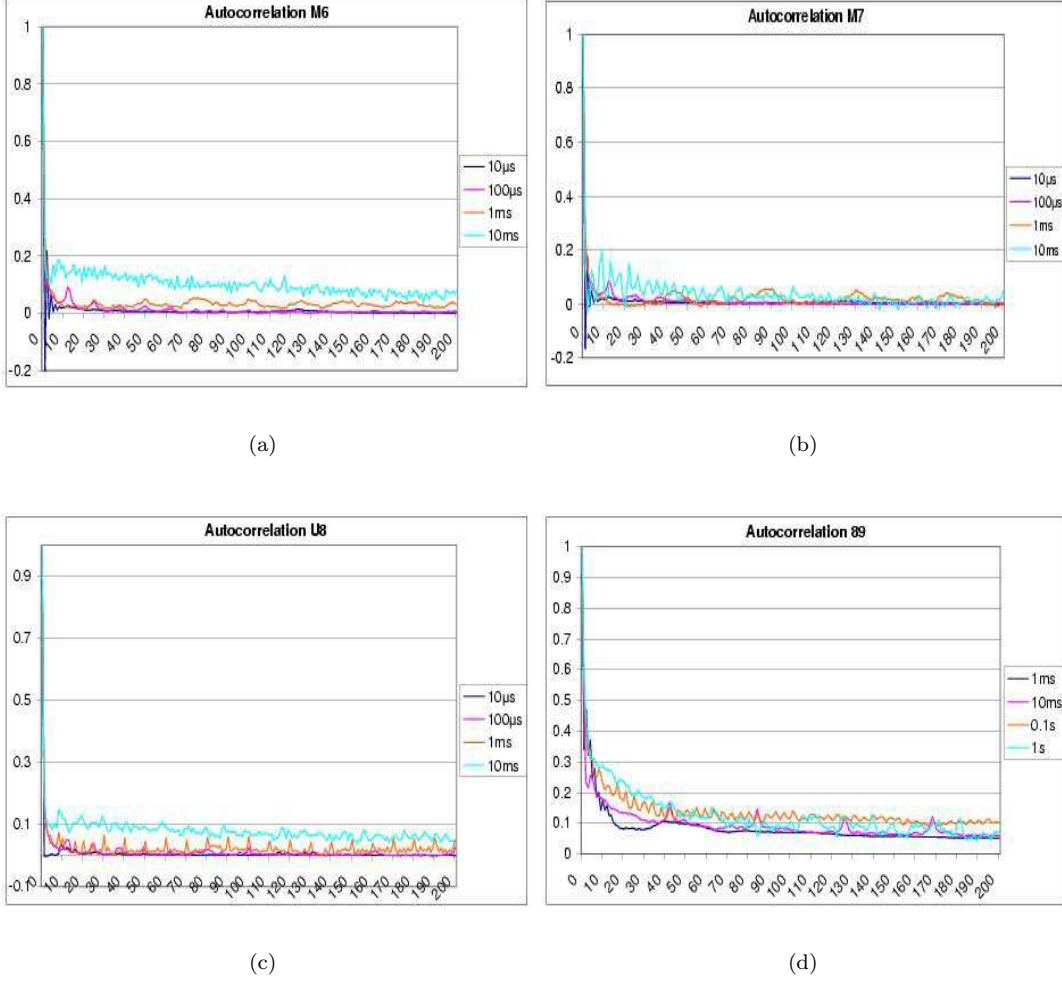 Autocorrelation M6
1
0.8
0.6
0.4
0.2
0
-0.2
0 10 20 30 40 50 60 70 80 90 100 110 120 130 140 150 160 170 180 190 200
10µs
100µs
1ms
10ms
(a)
Autocorrelation M7
1
0.8
0.6
0.4
0.2
0
-0.2
0 10 20 30 40 50 60 70 80 90 100 110 120 130 140 150 160 170 180 190 200
10µs
100µs
1ms
10ms
(b)
Autocorrelation U8
0.9
0.7
0.5
0.3
0.1
-0.1
0 10 20 30 40 50 60 70 80 90 100 110 120 130 140 150 160 170 180 190 200
10µs
100µs
1ms
10ms
(c)
Autocorrelation 89
1
0.9
0.8
0.7
0.6
0.5
0.4
0.3
0.2
0.1
0
0 10 20 30 40 50 60 70 80 90 100 110 120 130 140 150 160 170 180 190 200
1ms
10ms
0.1s
1s
(d)